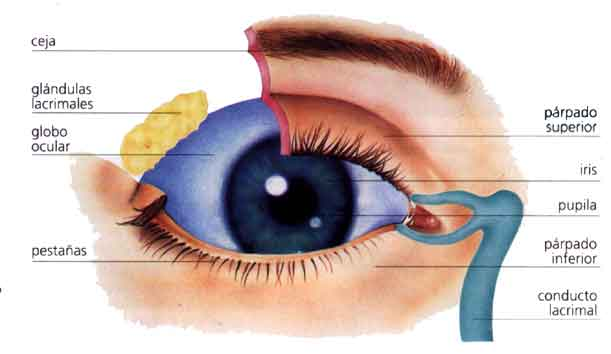 ceja
glándulas
lacrimales
globo
ocular
pestañas
párpado
superior
iris
pupila
párpado
inferior
conducto
lacrimal